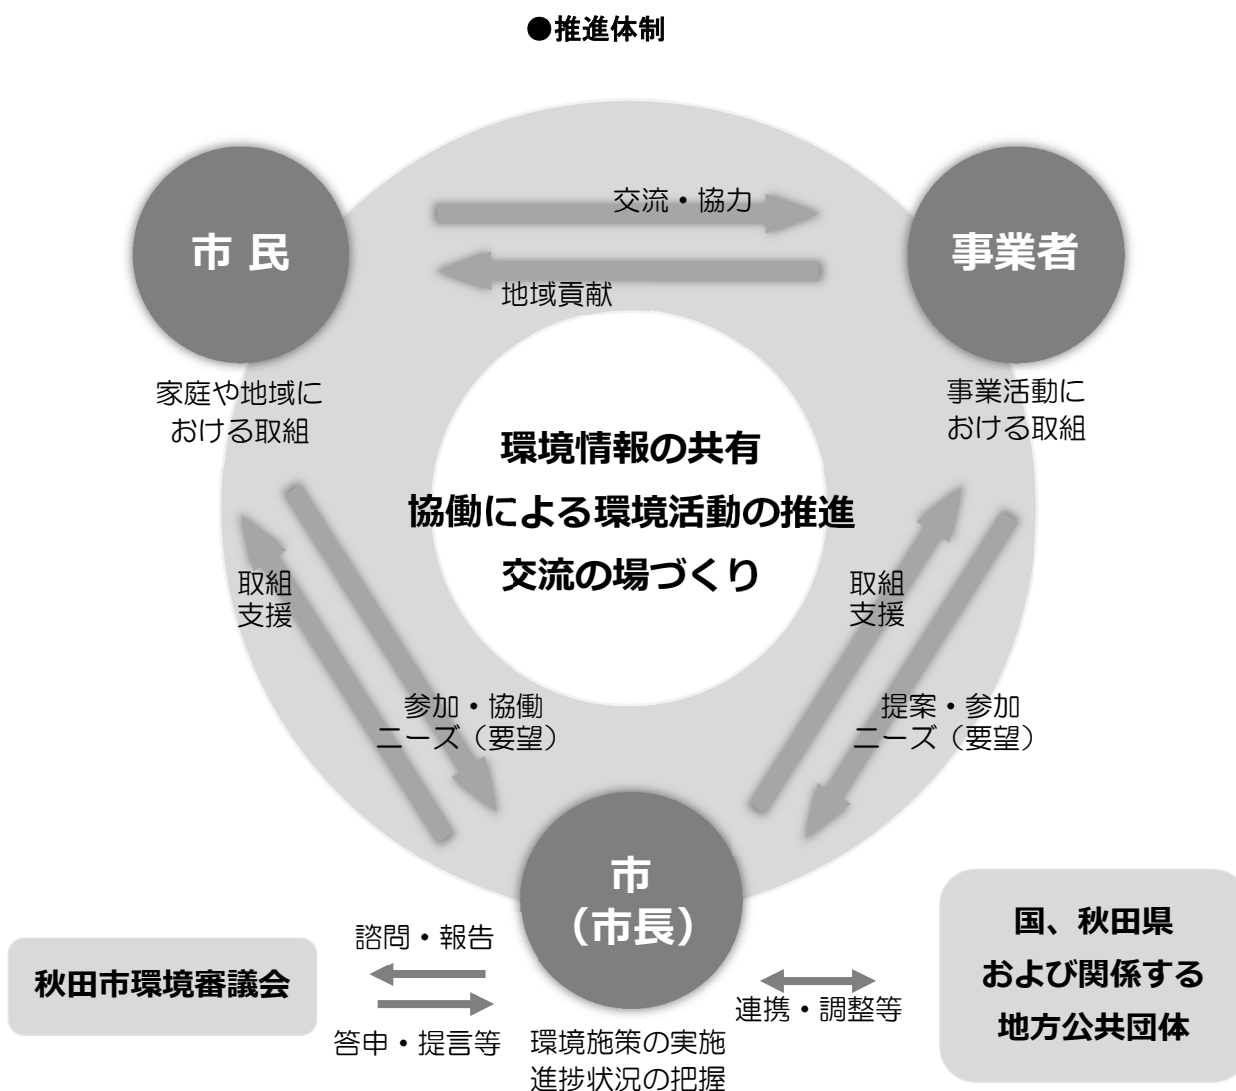 ●推進体制
交流・協力
市 民
事業者
地域貢献
家庭や地域に
おける取組
事業活動に
おける取組
環境情報の共有
協働による環境活動の推進
交流の場づくり
取組
支援
取組
支援
参加・協働
ニーズ（要望）
提案・参加
ニーズ（要望）
市
（市長）
諮問・報告
秋田市環境審議会
答申・提言等
環境施策の実施
進捗状況の把握
連携・調整等
国、秋田県
および関係する
地方公共団体